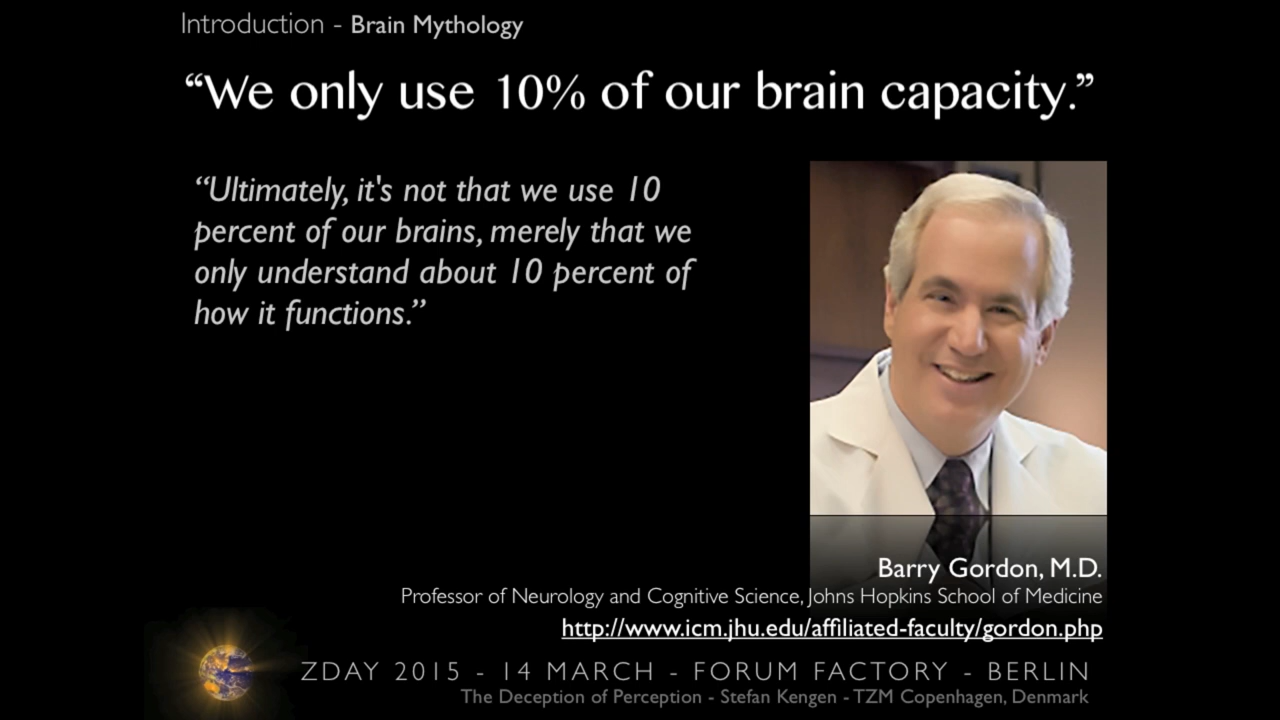 Introduction - Brain Mythology
“We only use 10% of our brain capacity.”
“Ultimately, it's not that we use 10
percent of our brains, merely that we
only understand about 10 percent of
how it functions.”
Barry Gordon, M.D.
Professor of Neurology and Cognitive Science, Johns Hopkins School of Medicine
http://www.icm.jhu.edu/affiliated-faculty/gordon.php
ZDAY 2015 - 14 MARCH - FORUM FACTORY - BERLIN
The Deception of Perception - Stefan Kengen - TZM Copenhagen, Denmark